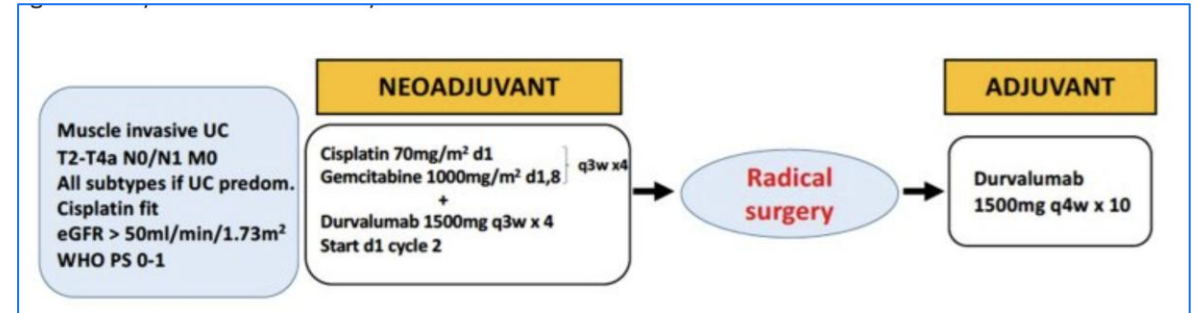 NEOADJUVANT
ADJUVANT
Muscle invasive UC
T2-T4a N0/N1 M0
All subtypes if UC predom.
Cisplatin fit
eGFR > 50ml/min/1.73m²
WHO PS 0-1
Cisplatin 70mg/m² d1
Gemcitabine 1000mg/m² d1,8
q3w x4
+
Durvalumab 1500mg q3w x 4
Start d1 cycle 2
Radical
surgery
Durvalumab
1500mg q4w x 10